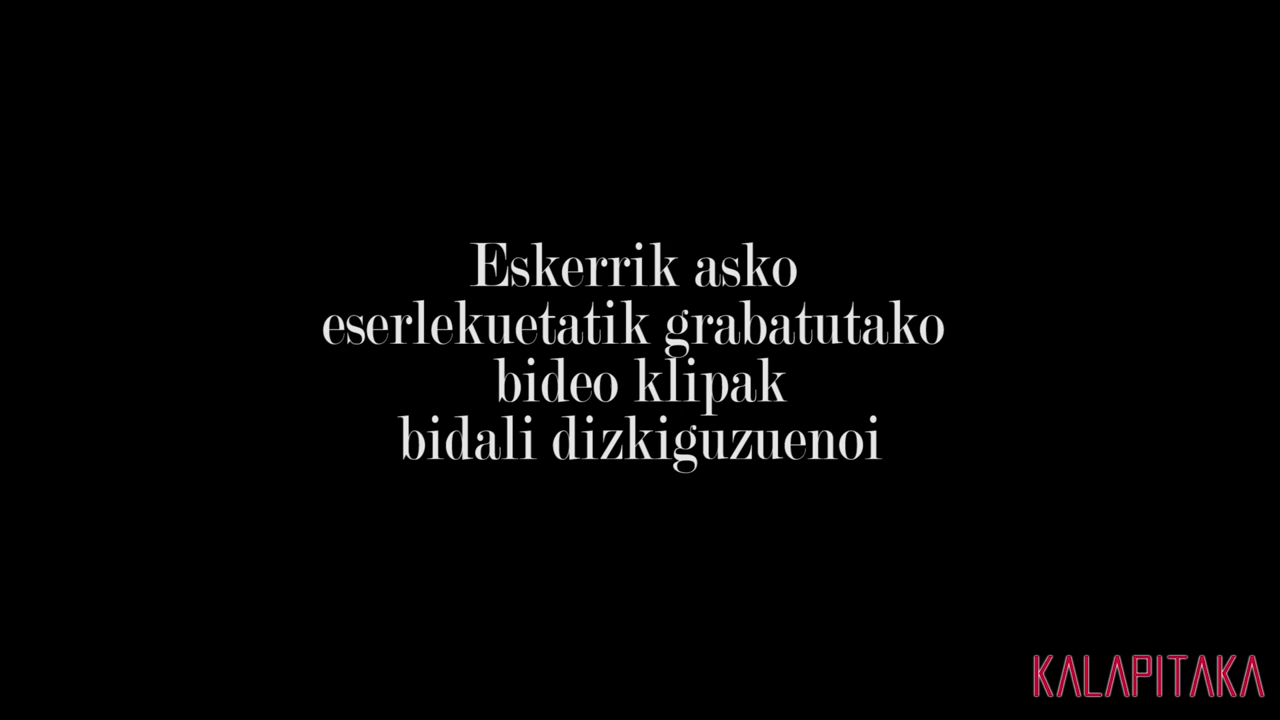 Eskerrik asko
eserlekuetatik grabatutako
bideo klipak
bidali dizkiguzuenoi
KALAPITAKA